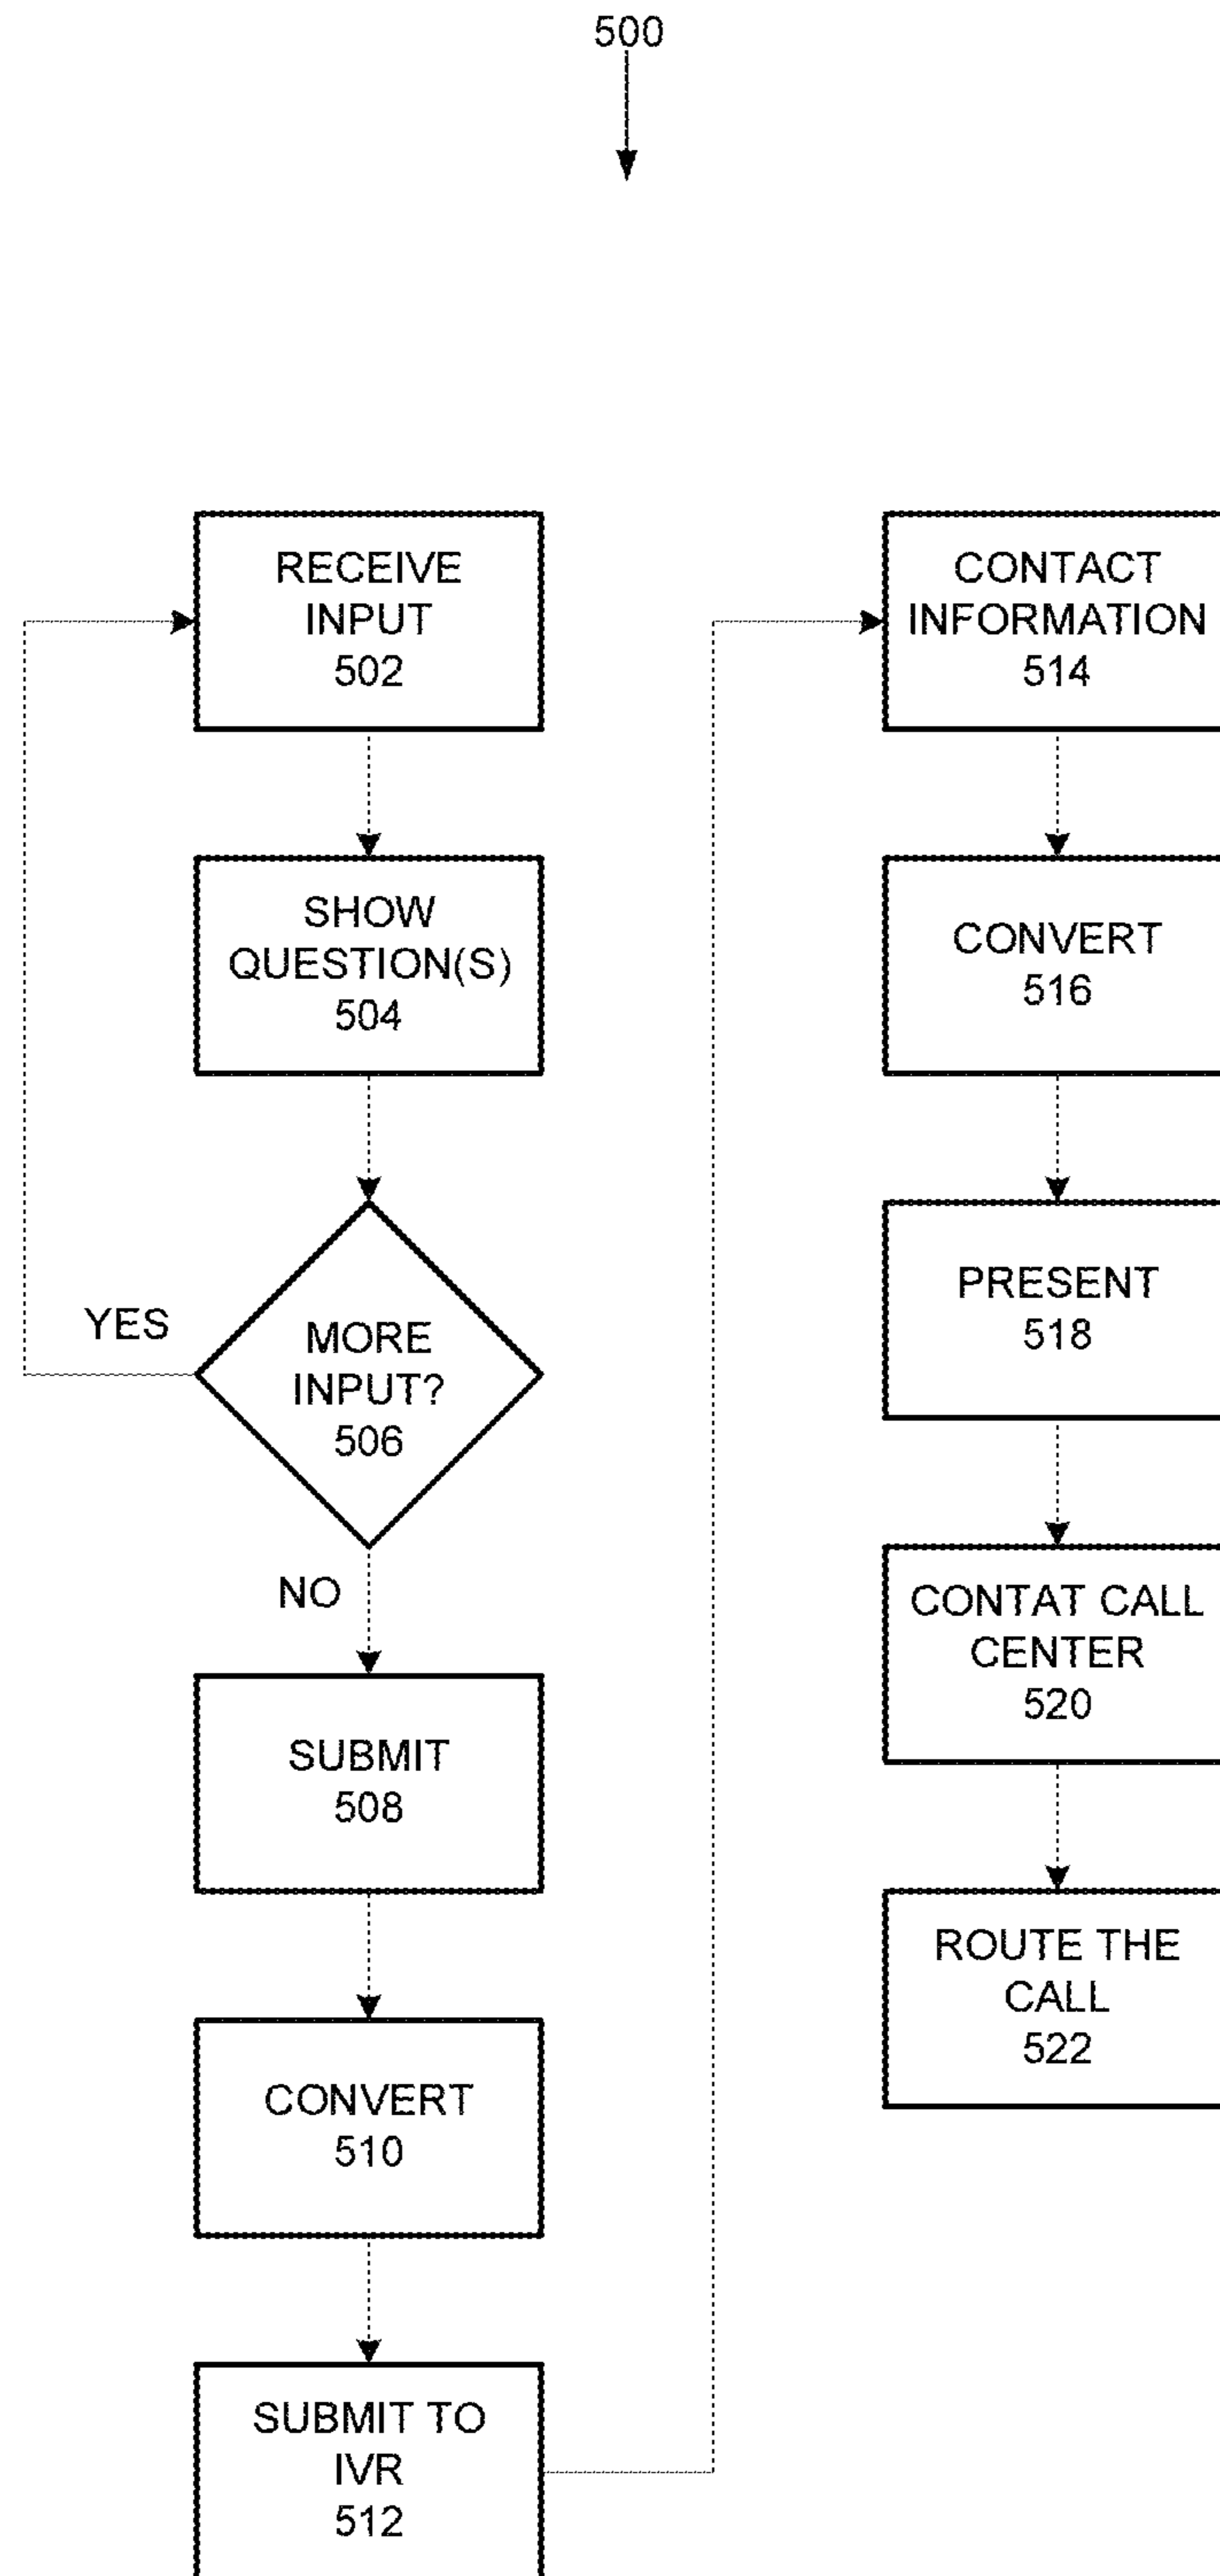 500
RECEIVE
INPUT
502
SHOW
QUESTION(S)
504
YES
MORE
INPUT?
506
NO
SUBMIT
508
CONVERT
510
SUBMIT TO
IVR
512
CONTACT
INFORMATION
514
CONVERT
516
PRESENT
518
CONTAT CALL
CENTER
520
ROUTE THE
CALL
522